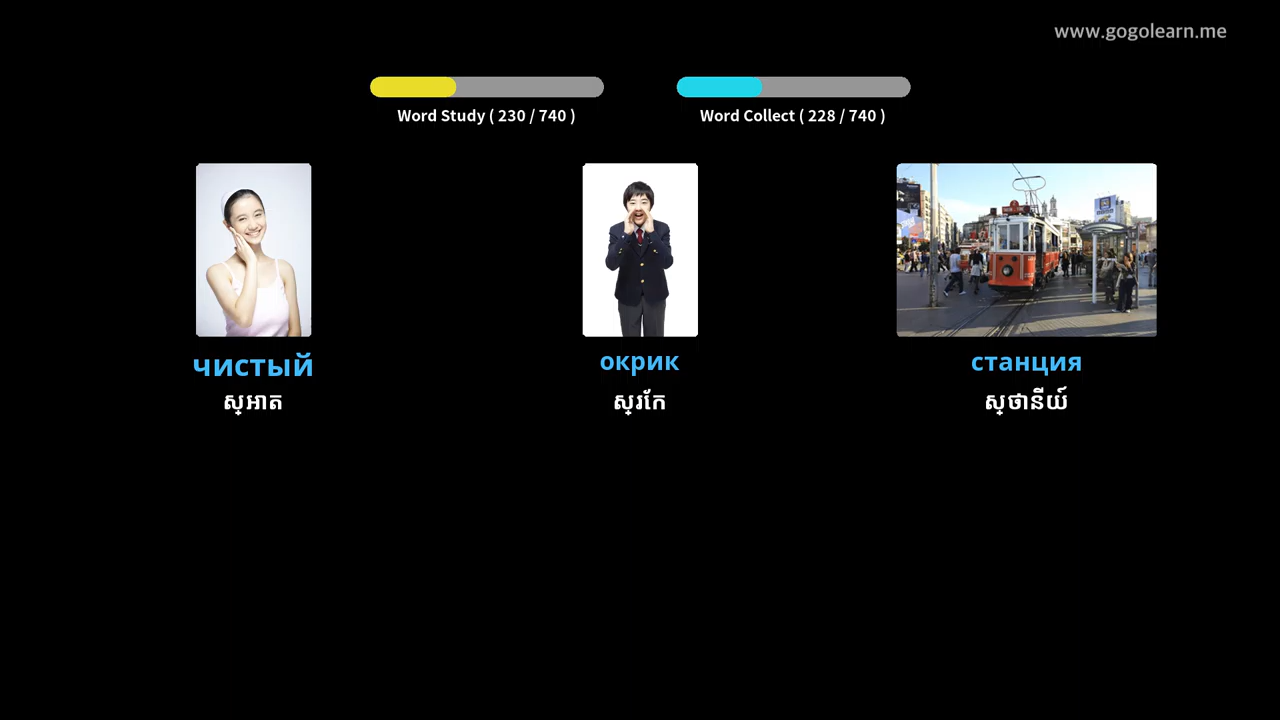 www.gogolearn.me
Word Study ( 230 / 740 )
Word Collect ( 228 / 740 )
чистый
ស្អាត
окрик
ស្រែក
станция
ស្ថានីយ៍